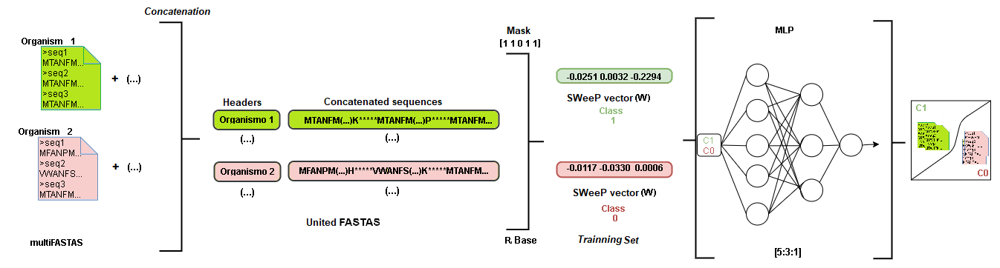 Concatenation
Organism 1
>seq1
MTANFM...
>seq2
MTANFM...
>seq3
MTANFM...
+ (...)
Organism 2
>seq1
MFANPM...
>seq2
VWANFS...
>seq3
MTANFM...
+ (...)
multiFASTAS
Headers
Concatenated sequences
Organismo 1
MTANFM(...)K*****MTANFM(...)P*****MTANFM...
(...)
(...)
Organismo 2
MFANPM(...)H*****VWANFS(...)K*****MTANFM...
(...)
(...)
United FASTAS
Mask
[1 1 0 1 1]
R Base
-0.0251 0.0032 -0.2294
SWeeP vector (W)
Class
1
-0.0117 -0.0330 0.0006
SWeeP vector (W)
Class
0
Trainning Set
MLP
C1
C0
[5:3:1]
C1
C0